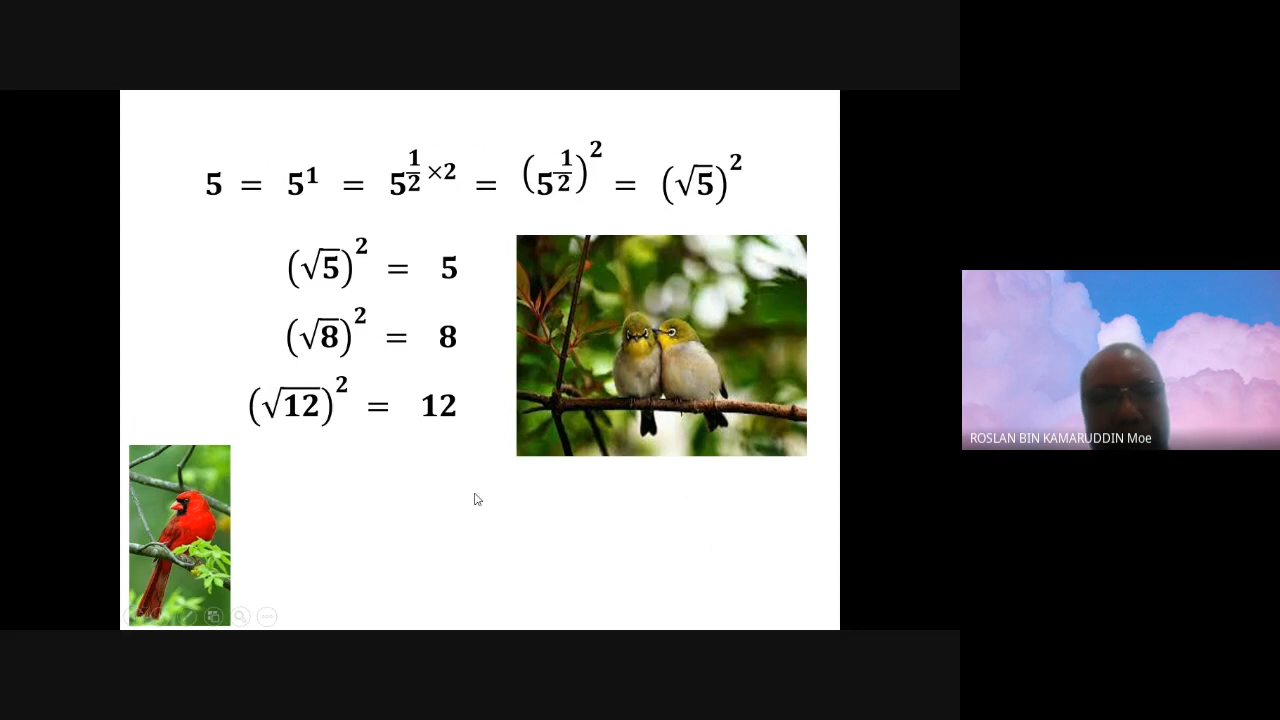 5 = 5¹ = 5^(1/2 ×2) = (5^(1/2))² = (√5)²
(√5)² = 5
(√8)² = 8
(√12)² = 12
ROSLAN BIN KAMARUDDIN Moe